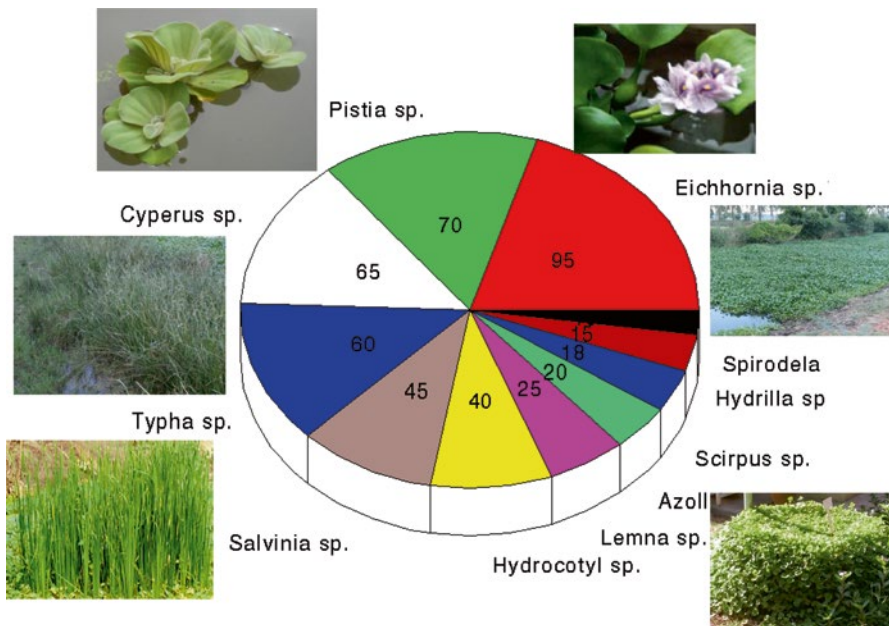 Pistia sp.
Eichhornia sp.
Cyperus sp.
70
95
65
Spirodela
15
60
18
Hydrilla sp
20
45
25
40
Typha sp.
Scirpus sp.
Azoll
Salvinia sp.
Lemna sp.
Hydrocotyl sp.